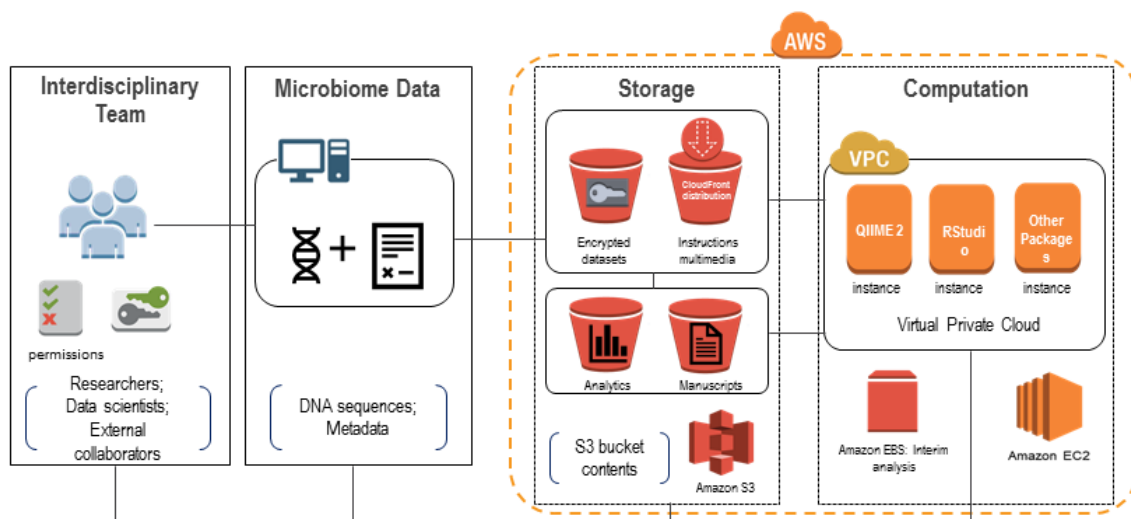 AWS
Interdisciplinary
Team
permissions
Researchers;
Data scientists;
External
collaborators
Microbiome Data
DNA sequences;
Metadata
Storage
CloudFront
distribution
Encrypted
datasets
Instructions
multimedia
Analytics
Manuscripts
S3 bucket
contents
Amazon S3
Computation
VPC
QIIME 2
instance
RStudi
o
instance
Other
Package
s
instance
Virtual Private Cloud
Amazon EBS: Interim
analysis
Amazon EC2